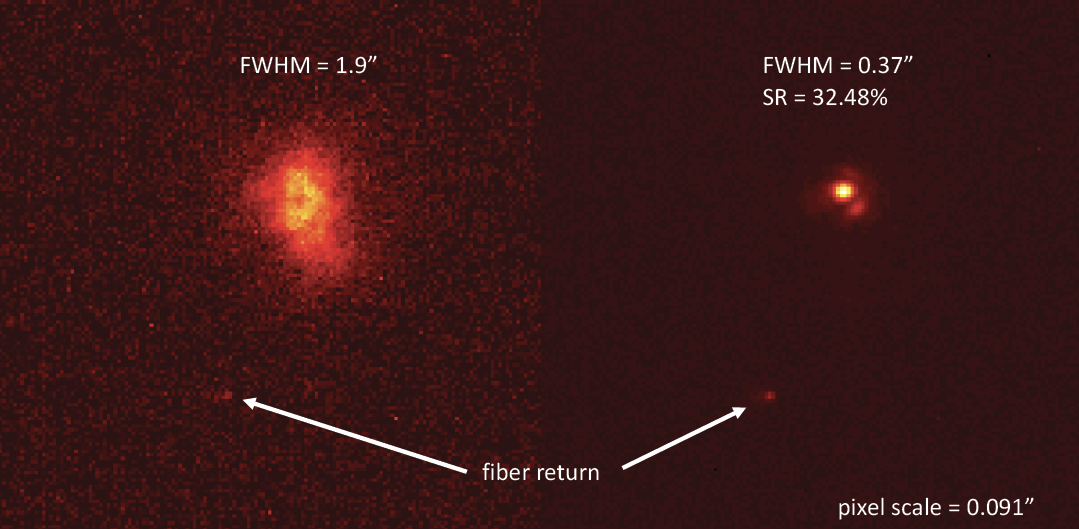 FWHM = 1.9”
FWHM = 0.37”
SR = 32.48%
fiber return
pixel scale = 0.091”